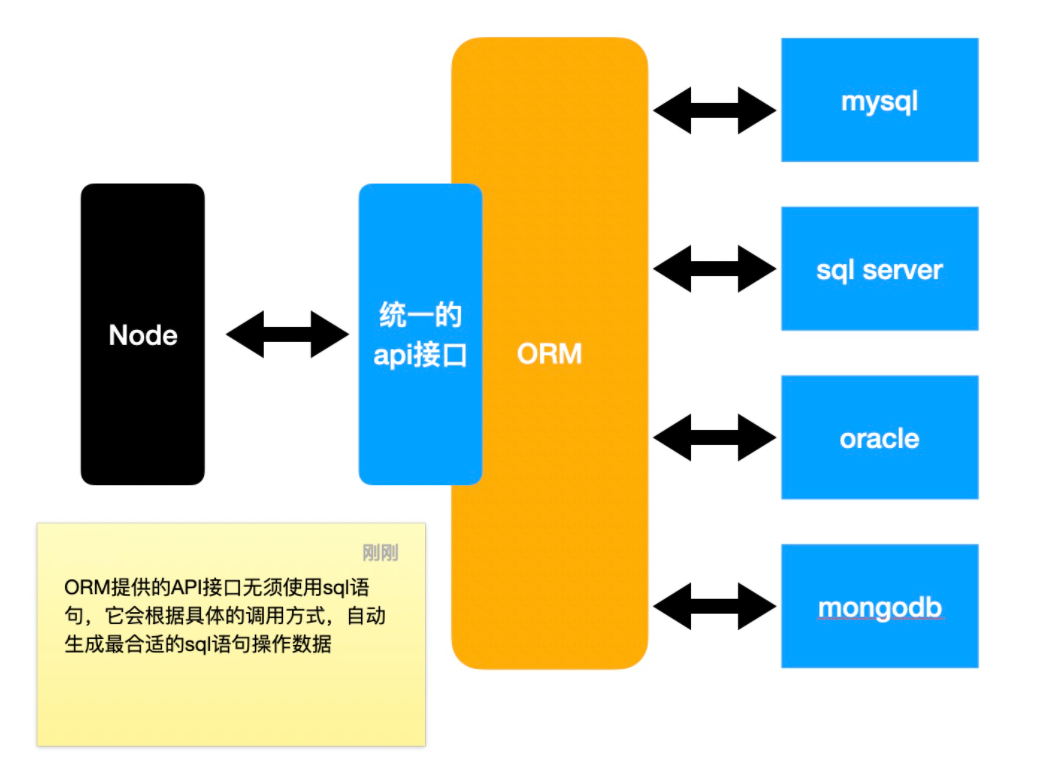 mysql
sql server
Node
统一的
api接口
ORM
oracle
刚刚
ORM提供的API接口无须使用sql语
句，它会根据具体的调用方式，自动
生成最合适的sql语句操作数据
mongodb